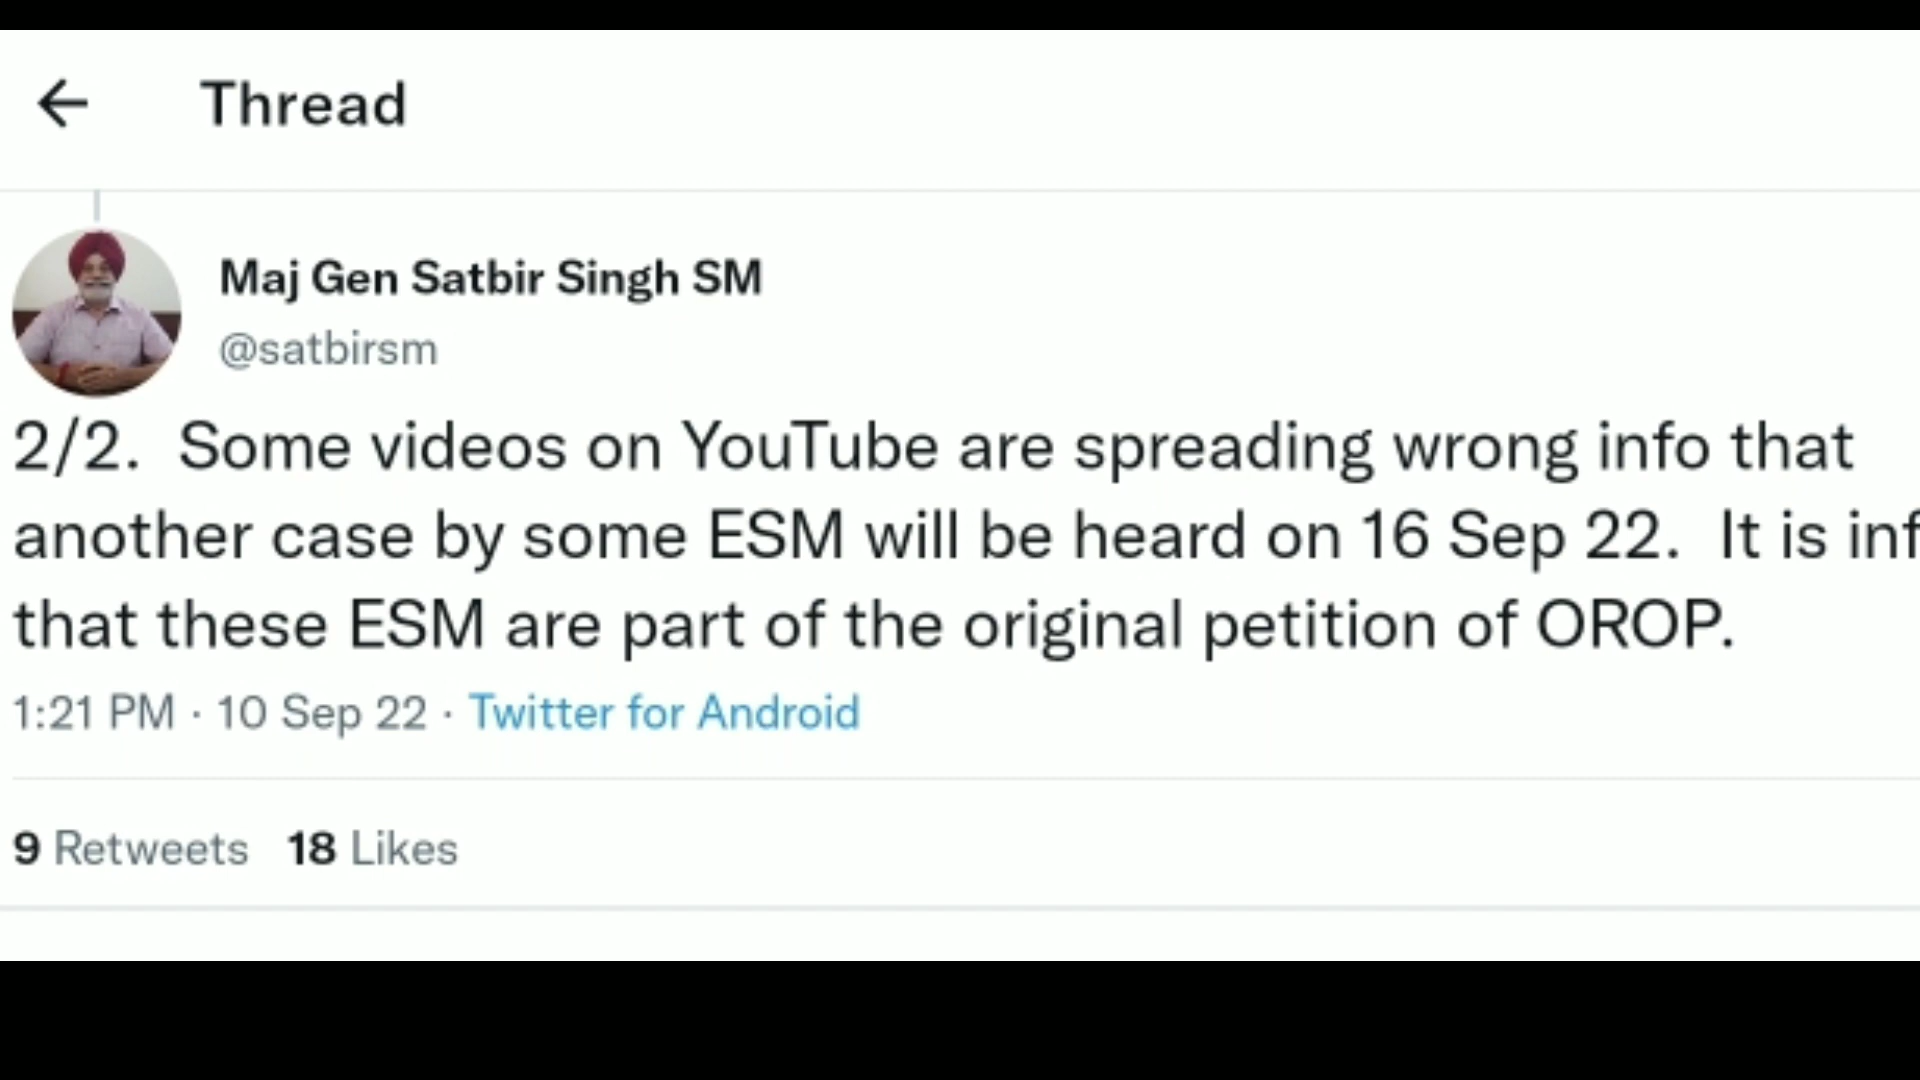 Thread
Maj Gen Satbir Singh SM
@satbirsm
2/2. Some videos on YouTube are spreading wrong info that
another case by some ESM will be heard on 16 Sep 22. It is inf
that these ESM are part of the original petition of OROP.
1:21 PM · 10 Sep 22 · Twitter for Android
9 Retweets 18 Likes